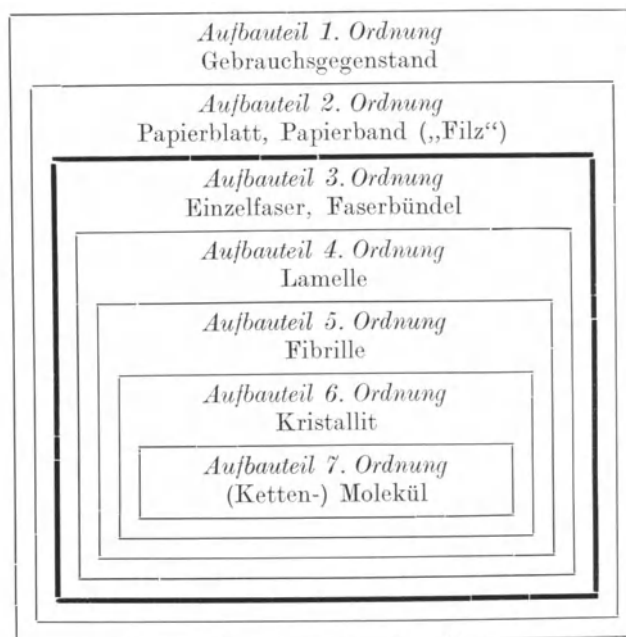 Aufbauteil 1. Ordnung
Gebrauchsgegenstand
Aufbauteil 2. Ordnung
Papierblatt, Papierband („Filz“)
Aufbauteil 3. Ordnung
Einzelfaser, Faserbündel
Aufbauteil 4. Ordnung
Lamelle
Aufbauteil 5. Ordnung
Fibrille
Aufbauteil 6. Ordnung
Kristallit
Aufbauteil 7. Ordnung
(Ketten-) Molekül